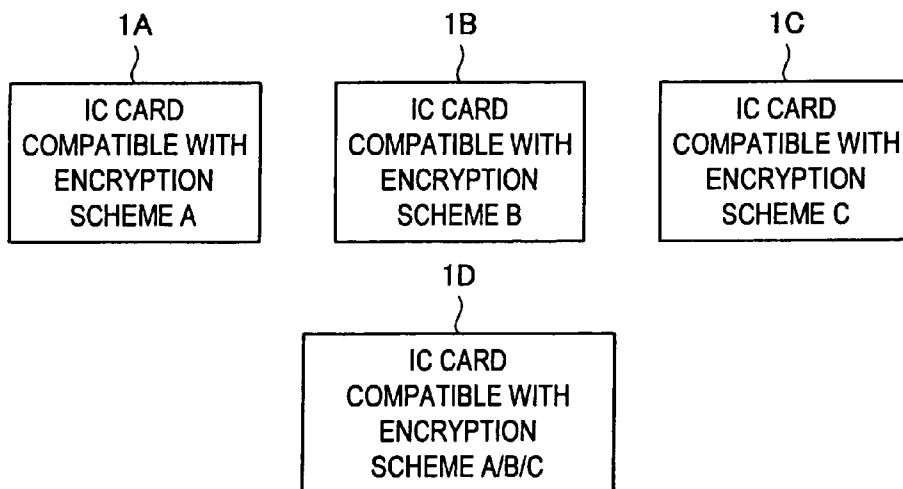 1A
1B
1C
IC CARD
COMPATIBLE WITH
ENCRYPTION
SCHEME A
IC CARD
COMPATIBLE WITH
ENCRYPTION
SCHEME B
IC CARD
COMPATIBLE WITH
ENCRYPTION
SCHEME C
1D
IC CARD
COMPATIBLE WITH
ENCRYPTION
SCHEME A/B/C